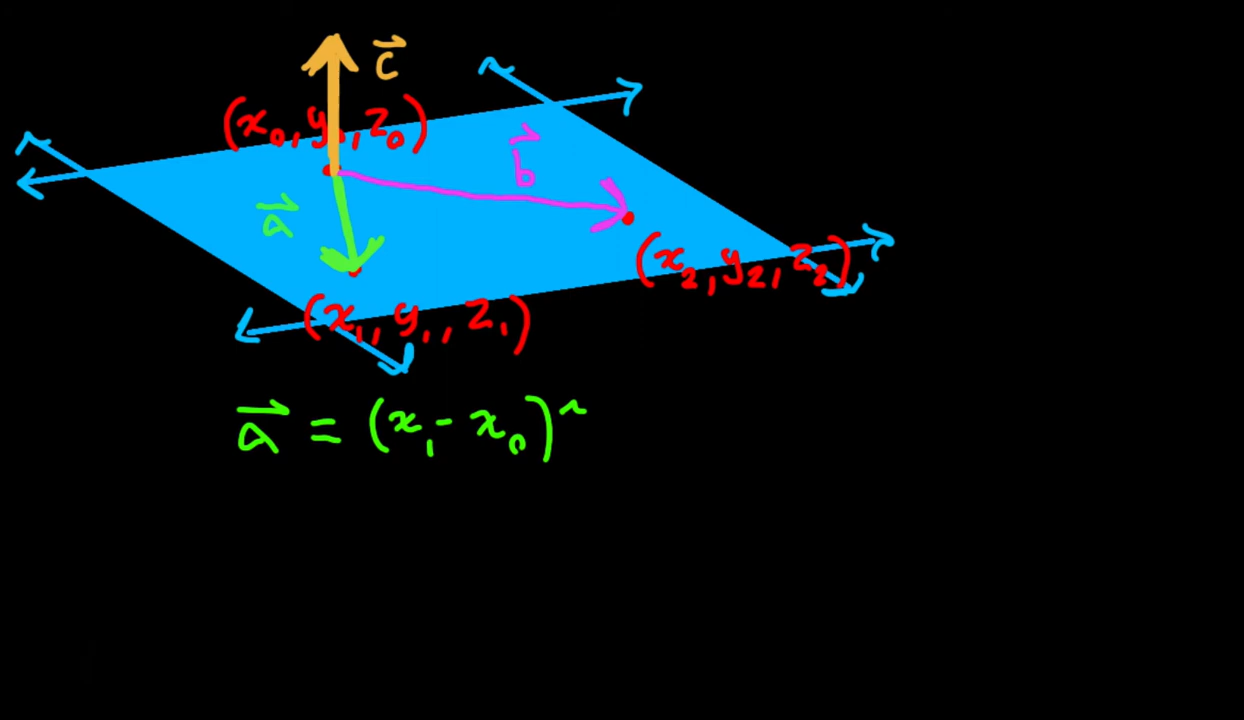 c⃗
(x₀, y₀, z₀)
b⃗
a⃗
(x₂, y₂, z₂)
(x₁, y₁, z₁)
a⃗ = (x₁ - x₀)